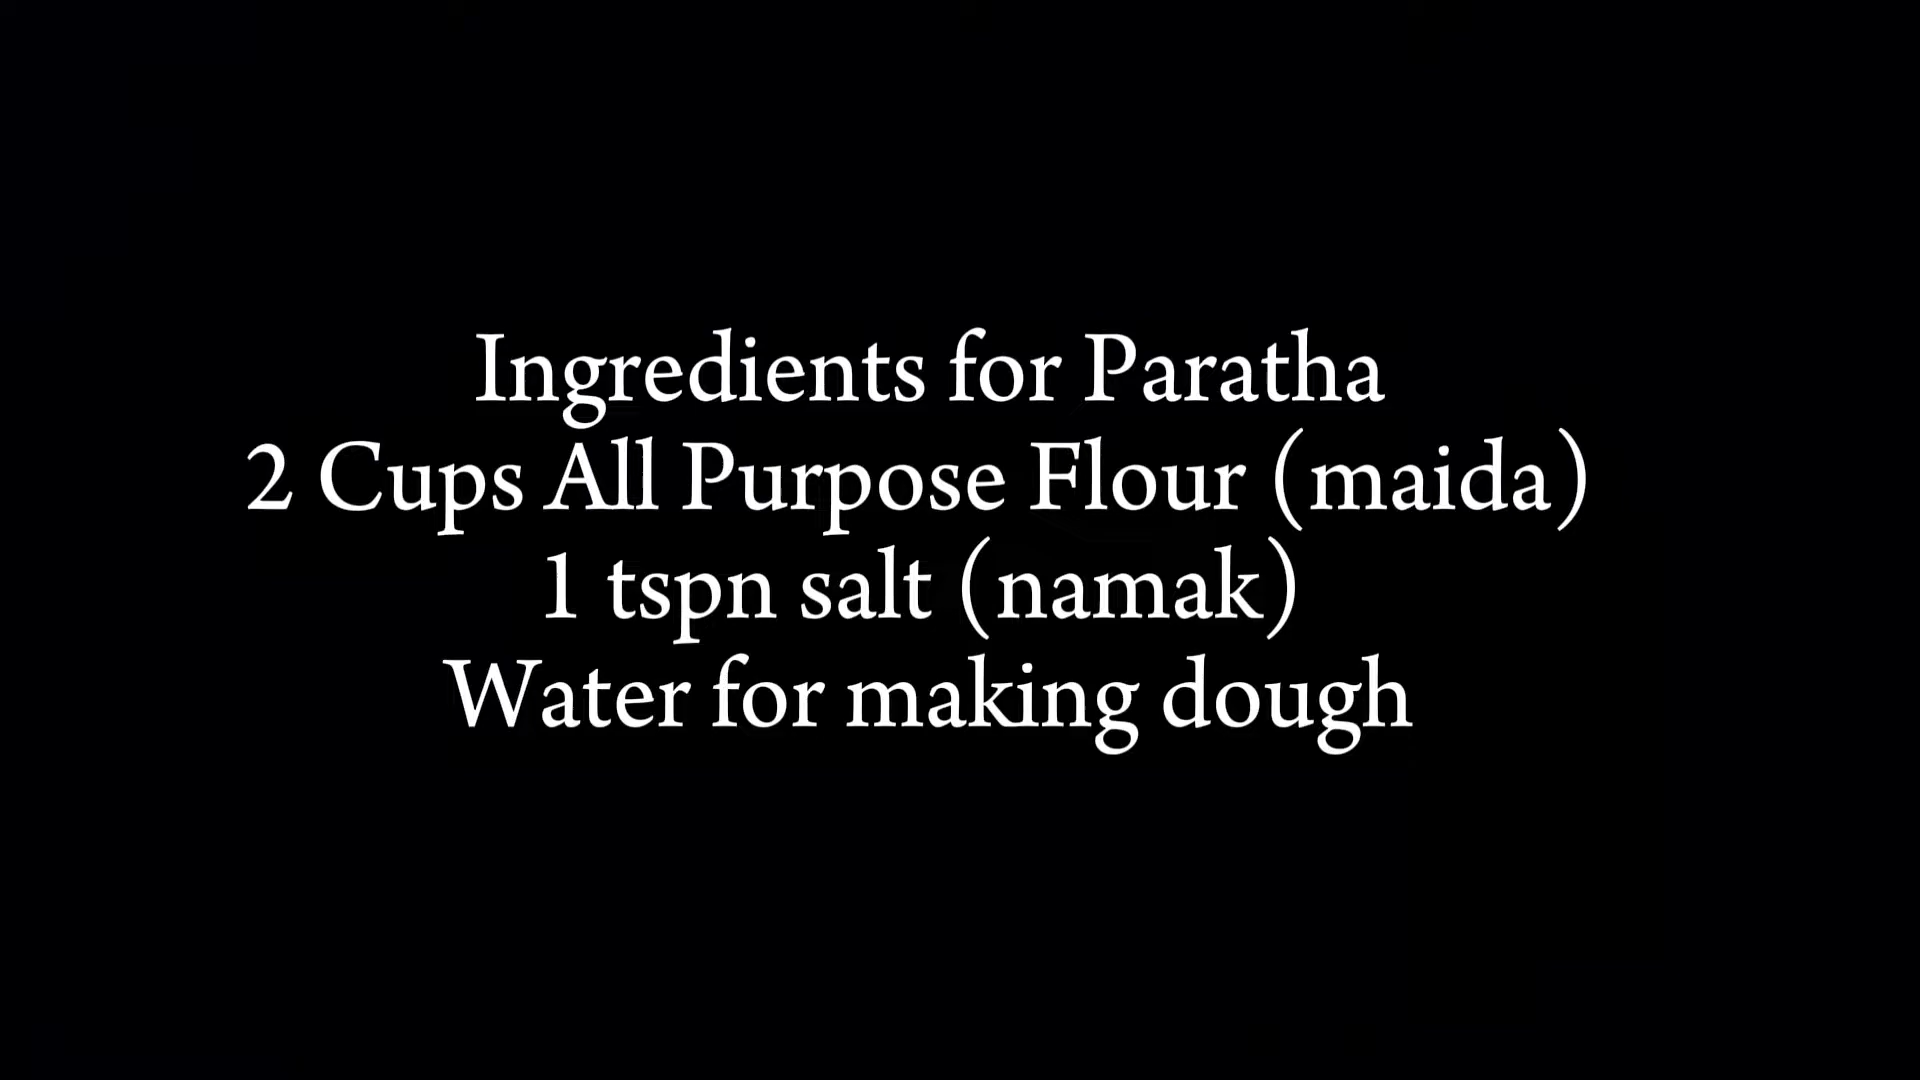 Ingredients for Paratha
2 Cups All Purpose Flour (maida)
1 tspn salt (namak)
Water for making dough